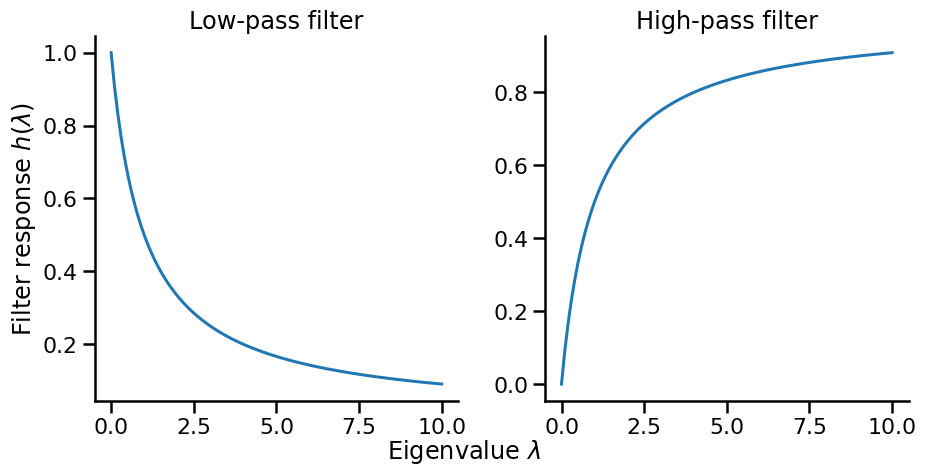 Low-pass filter
High-pass filter
Filter response h(λ)
1.0
0.8
0.6
0.4
0.2
0.0 2.5 5.0 7.5 10.0
0.8
0.6
0.4
0.2
0.0
0.0 2.5 5.0 7.5 10.0
Eigenvalue λ